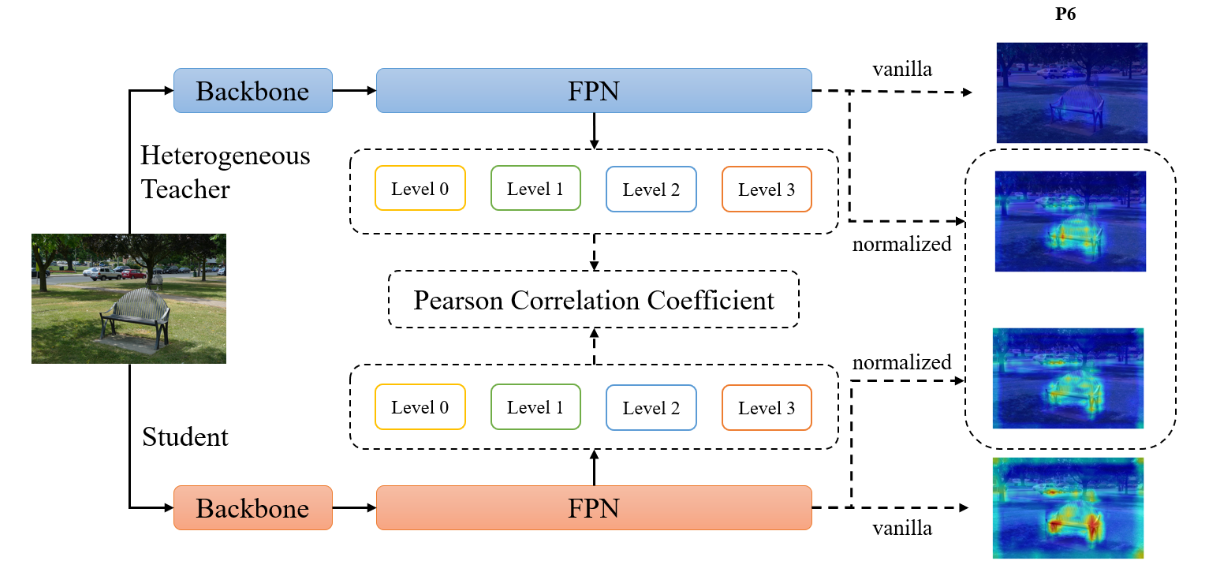 P6
Backbone
FPN
vanilla
Heterogeneous
Teacher
Level 0
Level 1
Level 2
Level 3
normalized
Pearson Correlation Coefficient
normalized
Level 0
Level 1
Level 2
Level 3
Student
Backbone
FPN
vanilla